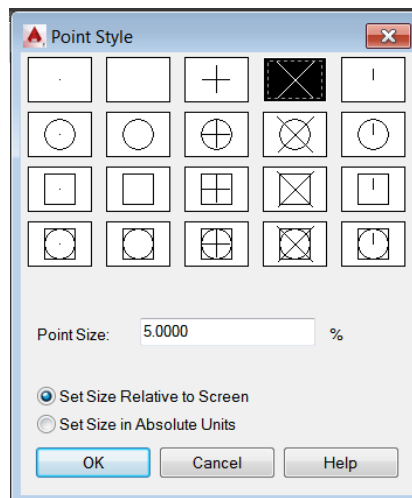 Point Style
Point Size: 5.0000 %
Set Size Relative to Screen
Set Size in Absolute Units
OK Cancel Help